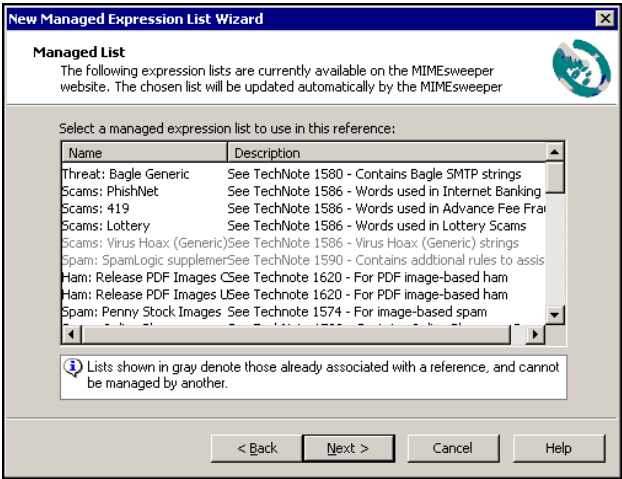 New Managed Expression List Wizard
Managed List
The following expression lists are currently available on the MIMEsweeper
website. The chosen list will be updated automatically by the MIMEsweeper
Select a managed expression list to use in this reference:
Name Description
Threat: Bagle Generic See TechNote 1580 - Contains Bagle SMTP strings
Scams: PhishNet See TechNote 1586 - Words used in Internet Banking
Scams: 419 See TechNote 1586 - Words used in Advance Fee Frau
Scams: Lottery See TechNote 1586 - Words used in Lottery Scams
Scams: Virus Hoax (Generic) See TechNote 1586 - Virus Hoax (Generic) strings
Spam: SpamLogic supplemer See TechNote 1590 - Contains addtional rules to assis
Ham: Release PDF Images C See Technote 1620 - For PDF image-based ham
Ham: Release PDF Images U See Technote 1620 - For PDF image-based ham
Spam: Penny Stock Images See Technote 1574 - For image-based spam
Lists shown in gray denote those already associated with a reference, and cannot
be managed by another.
< Back Next > Cancel Help